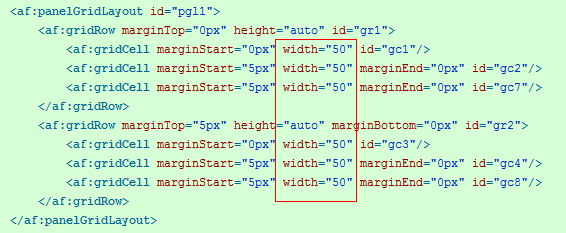 <af:panelGridLayout id="pgl1">
<af:gridRow marginTop="0px" height="auto" id="gr1">
<af:gridCell marginStart="0px" width="50" id="gc1"/>
<af:gridCell marginStart="5px" width="50" marginEnd="0px" id="gc2"/>
<af:gridCell marginStart="5px" width="50" marginEnd="0px" id="gc7"/>
</af:gridRow>
<af:gridRow marginTop="5px" height="auto" marginBottom="0px" id="gr2">
<af:gridCell marginStart="0px" width="50" id="gc3"/>
<af:gridCell marginStart="5px" width="50" marginEnd="0px" id="gc4"/>
<af:gridCell marginStart="5px" width="50" marginEnd="0px" id="gc8"/>
</af:gridRow>
</af:panelGridLayout>